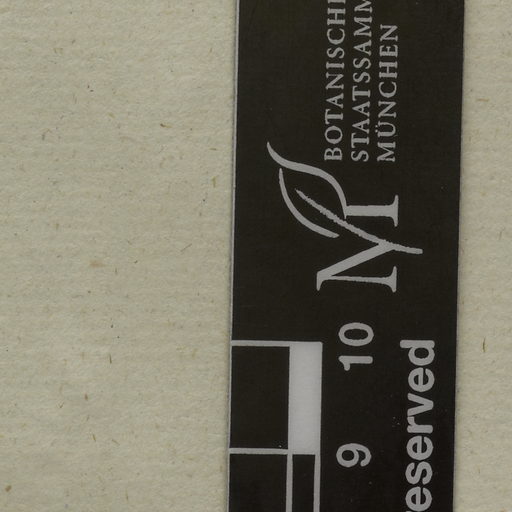 BOTANISCHE
STAATSSAMM
MÜNCHEN
9 10
eserved